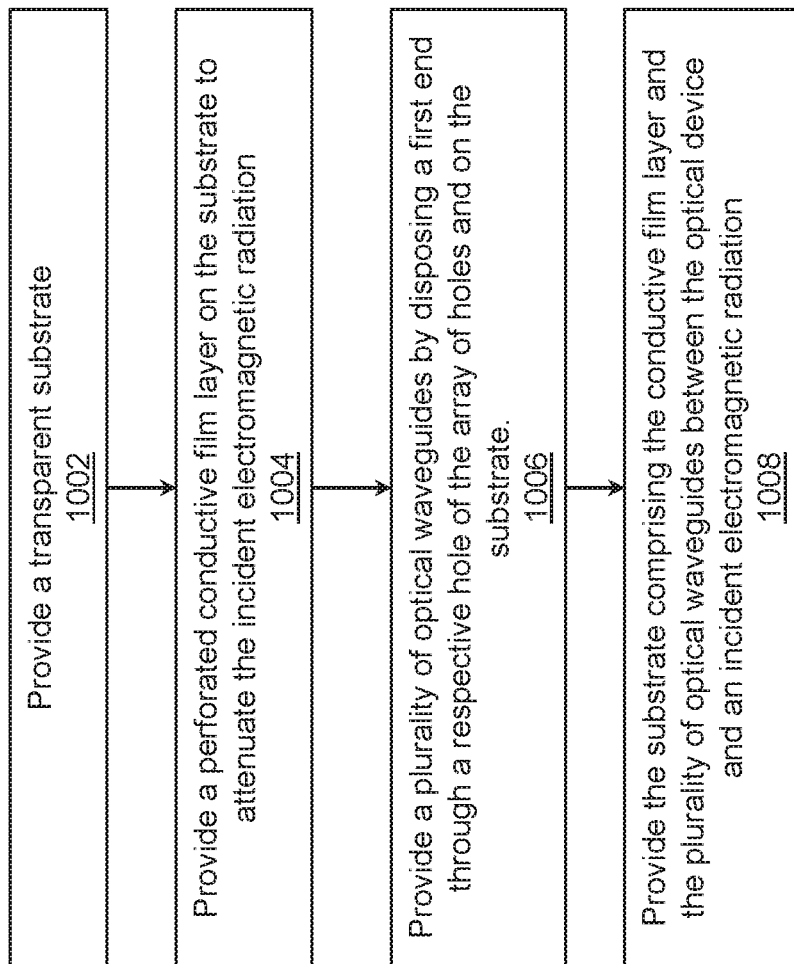 Provide a transparent substrate
1002
Provide a perforated conductive film layer on the substrate to
attenuate the incident electromagnetic radiation
1004
Provide a plurality of optical waveguides by disposing a first end
through a respective hole of the array of holes and on the
substrate.
1006
Provide the substrate comprising the conductive film layer and
the plurality of optical waveguides between the optical device
and an incident electromagnetic radiation
1008